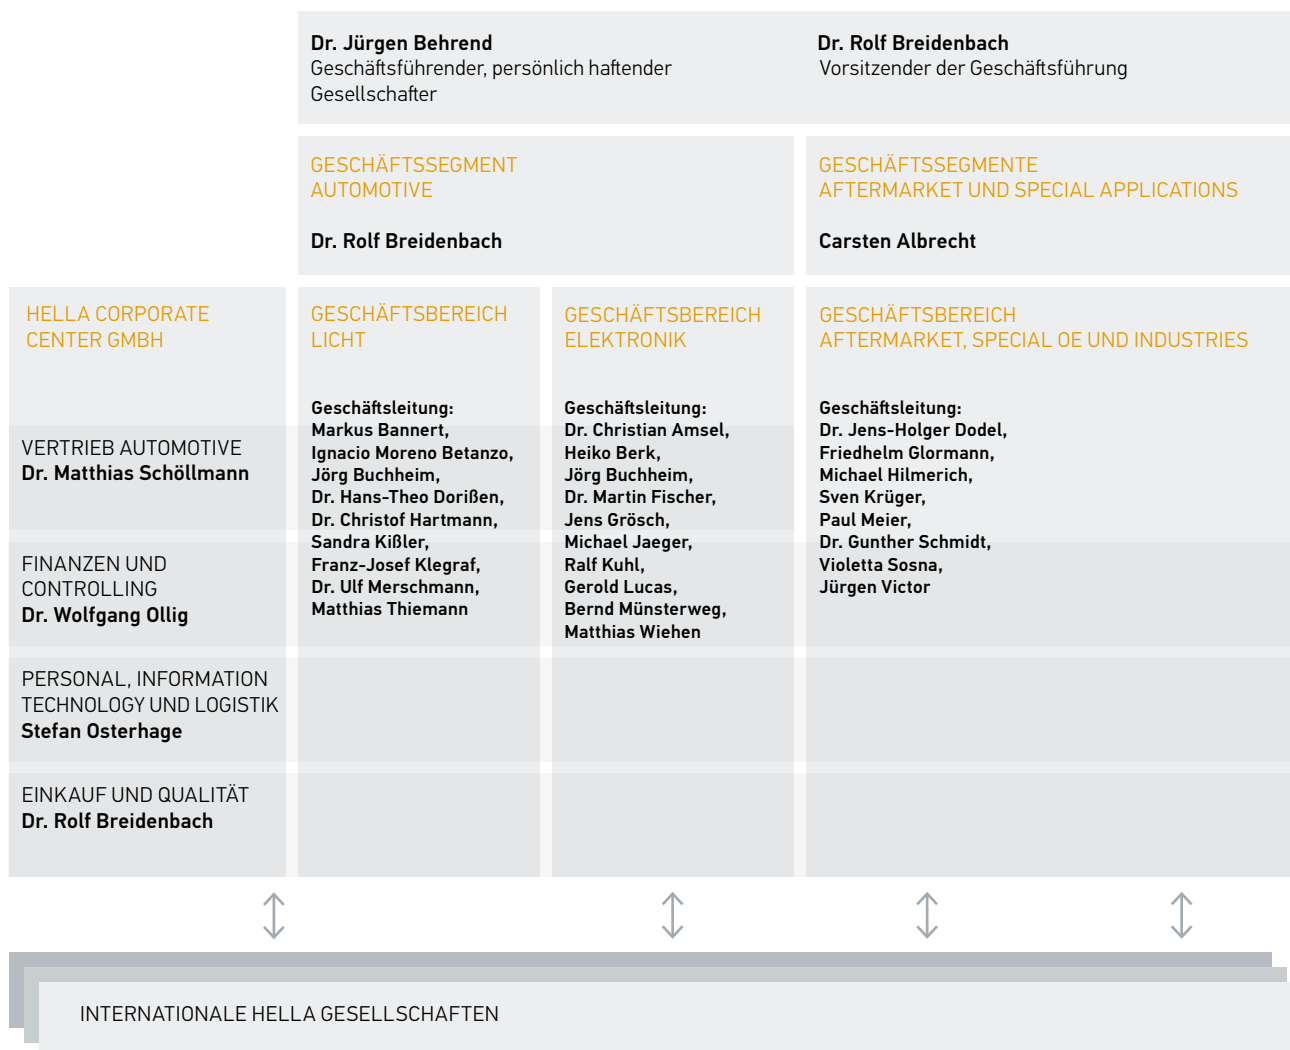 Dr. Jürgen Behrend
Geschäftsführender, persönlich haftender
Gesellschafter
Dr. Rolf Breidenbach
Vorsitzender der Geschäftsführung
GESCHÄFTSSEGMENT
AUTOMOTIVE
Dr. Rolf Breidenbach
GESCHÄFTSSEGMENTE
AFTERMARKET UND SPECIAL APPLICATIONS
Carsten Albrecht
HELLA CORPORATE
CENTER GMBH
VERTRIEB AUTOMOTIVE
Dr. Matthias Schöllmann
FINANZEN UND
CONTROLLING
Dr. Wolfgang Ollig
PERSONAL, INFORMATION
TECHNOLOGY UND LOGISTIK
Stefan Osterhage
EINKAUF UND QUALITÄT
Dr. Rolf Breidenbach
GESCHÄFTSBEREICH
LICHT
Geschäftsleitung:
Markus Bannert,
Ignacio Moreno Betanzo,
Jörg Buchheim,
Dr. Hans-Theo Dorißen,
Dr. Christof Hartmann,
Sandra Kißler,
Franz-Josef Klegraf,
Dr. Ulf Merschmann,
Matthias Thiemann
GESCHÄFTSBEREICH
ELEKTRONIK
Geschäftsleitung:
Dr. Christian Amsel,
Heiko Berk,
Jörg Buchheim,
Dr. Martin Fischer,
Jens Grösch,
Michael Jaeger,
Ralf Kuhl,
Gerold Lucas,
Bernd Münsterweg,
Matthias Wiehen
GESCHÄFTSBEREICH
AFTERMARKET, SPECIAL OE UND INDUSTRIES
Geschäftsleitung:
Dr. Jens-Holger Dodel,
Friedhelm Glormann,
Michael Hilmerich,
Sven Krüger,
Paul Meier,
Dr. Gunther Schmidt,
Violetta Sosna,
Jürgen Victor
INTERNATIONALE HELLA GESELLSCHAFTEN